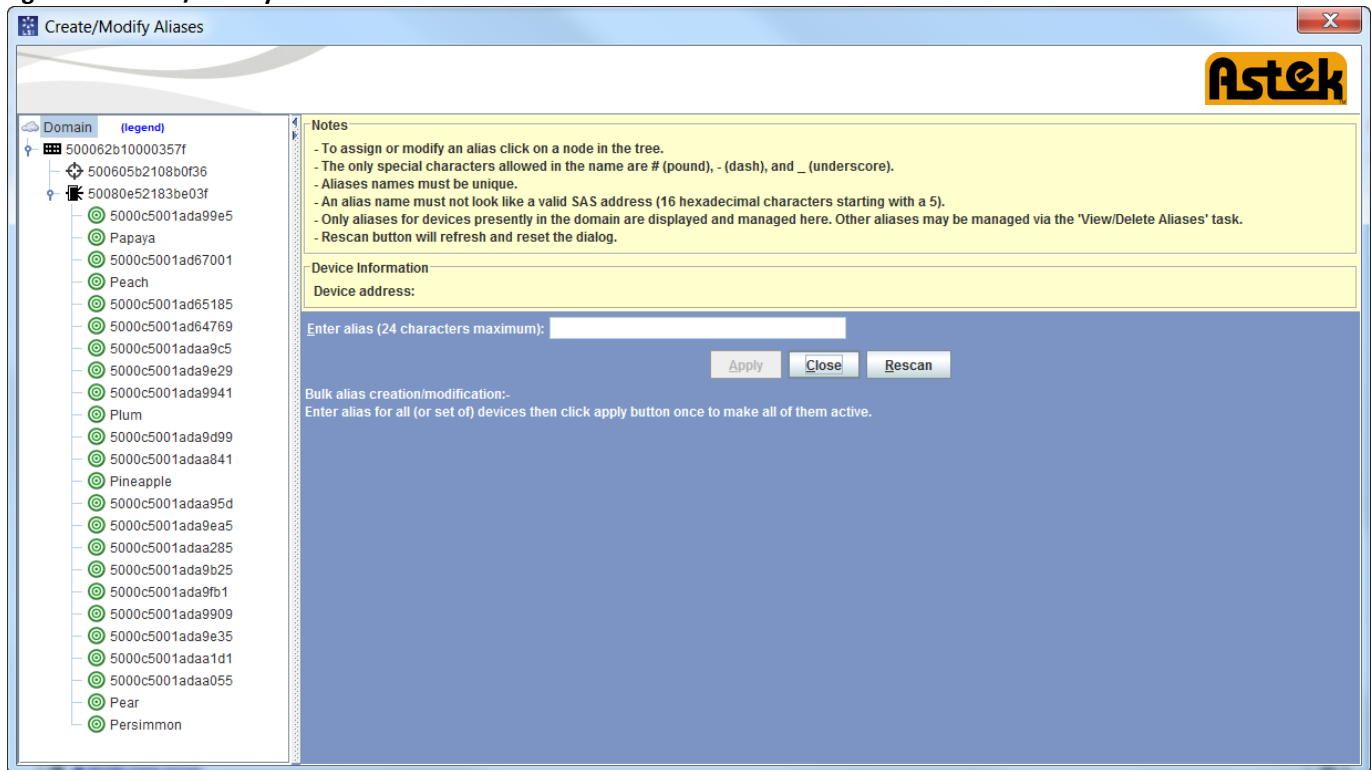 Create/Modify Aliases
X
LSI
Astek
Domain (legend)
500062b10000357f
500605b2108b0f36
50080e52183be03f
5000c5001ada99e5
Papaya
5000c5001ad67001
Peach
5000c5001ad65185
5000c5001ad64769
5000c5001adaa9c5
5000c5001ada9e29
5000c5001ada9941
Plum
5000c5001ada9d99
5000c5001adaa841
Pineapple
5000c5001adaa95d
5000c5001ada9ea5
5000c5001adaa285
5000c5001ada9b25
5000c5001ada9fb1
5000c5001ada9909
5000c5001ada9e35
5000c5001adaa1d1
5000c5001adaa055
Pear
Persimmon
Notes
- To assign or modify an alias click on a node in the tree.
- The only special characters allowed in the name are # (pound), - (dash), and _ (underscore).
- Aliases names must be unique.
- An alias name must not look like a valid SAS address (16 hexadecimal characters starting with a 5).
- Only aliases for devices presently in the domain are displayed and managed here. Other aliases may be managed via the 'View/Delete Aliases' task.
- Rescan button will refresh and reset the dialog.
Device Information
Device address:
Enter alias (24 characters maximum):
Apply Close Rescan
Bulk alias creation/modification:-
Enter alias for all (or set of) devices then click apply button once to make all of them active.